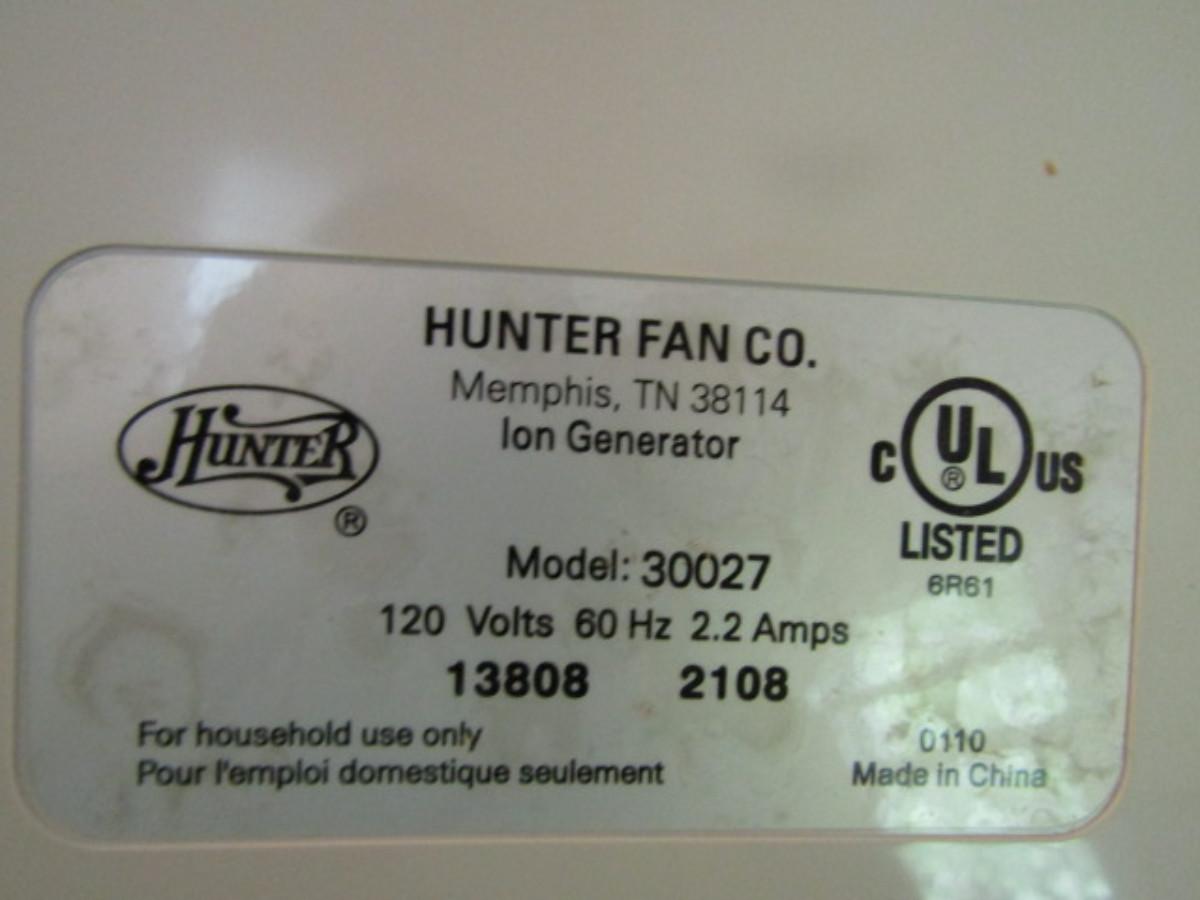 HUNTER FAN CO.
Memphis, TN 38114
Ion Generator
HUNTER
®
C UL US
®
LISTED
6R61
Model: 30027
120 Volts 60 Hz 2.2 Amps
13808 2108
For household use only
Pour l'emploi domestique seulement
0110
Made in China